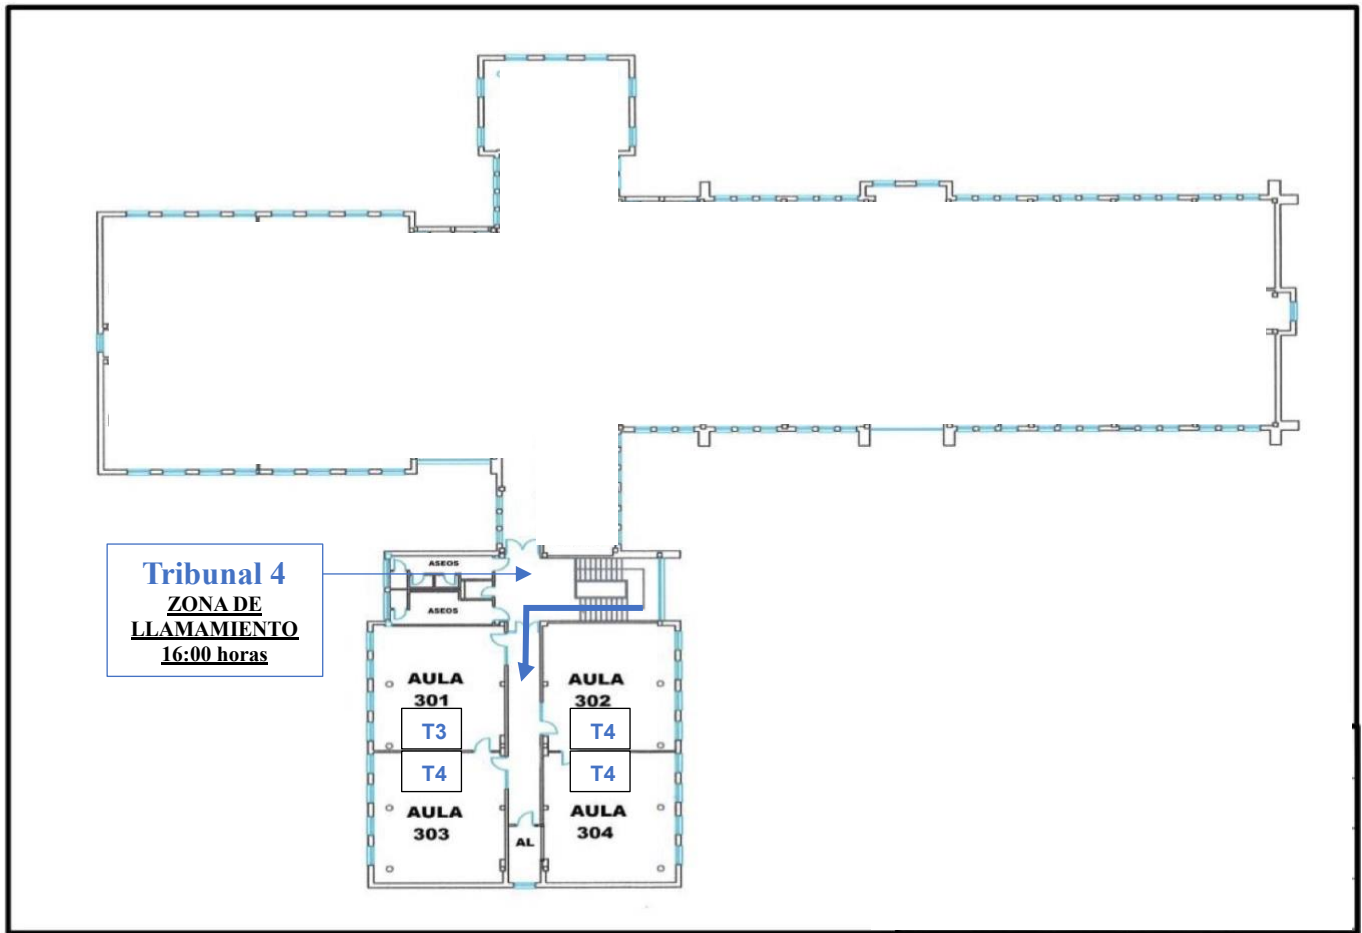 ASEOS
ASEOS
Tribunal 4
ZONA DE
LLAMAMIENTO
16:00 horas
AULA
301
T3
AULA
302
T4
T4
AULA
303
T4
AULA
304
AL